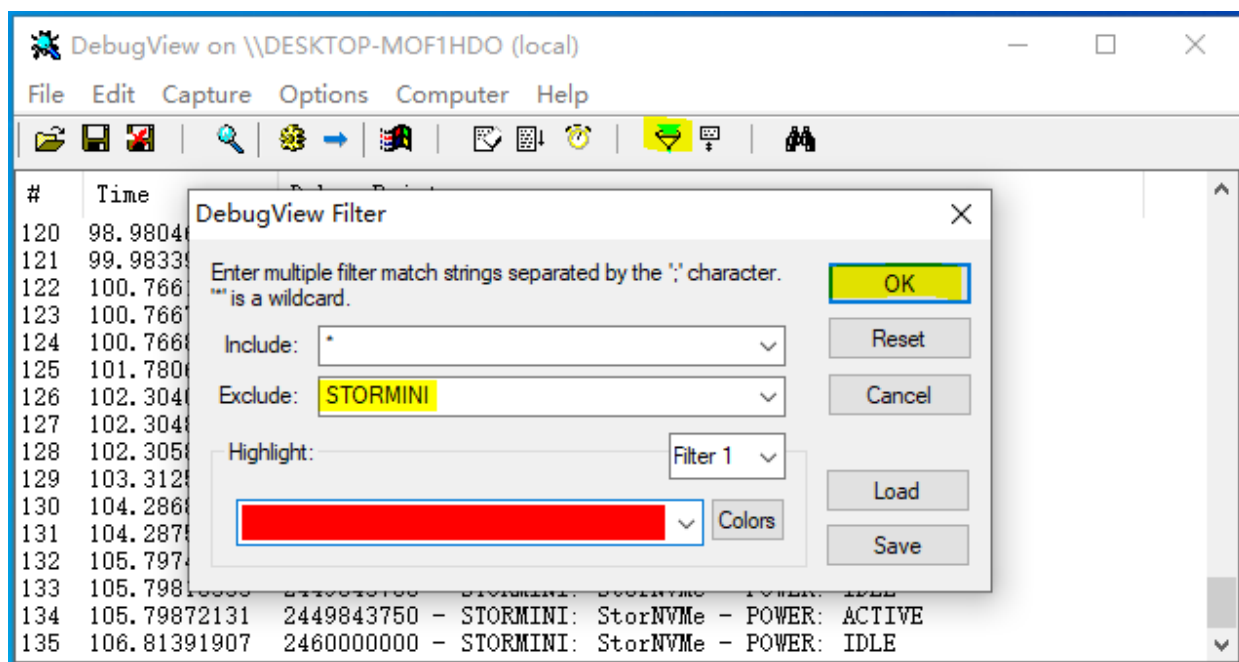 DebugView on \\DESKTOP-MOF1HDO (local)
File Edit Capture Options Computer Help
# Time
DebugView Filter
Enter multiple filter match strings separated by the ';' character.
'*' is a wildcard.
Include: *
Exclude: STORMINI
Highlight: Filter 1
Colors
OK
Reset
Cancel
Load
Save
120 98.9804
121 99.9833
122 100.766
123 100.766
124 100.766
125 101.780
126 102.304
127 102.304
128 102.305
129 103.312
130 104.286
131 104.287
132 105.797
133 105.798
134 105.79872131 2449843750 - STORMINI: StorNVMe - POWER: ACTIVE
135 106.81391907 2460000000 - STORMINI: StorNVMe - POWER: IDLE